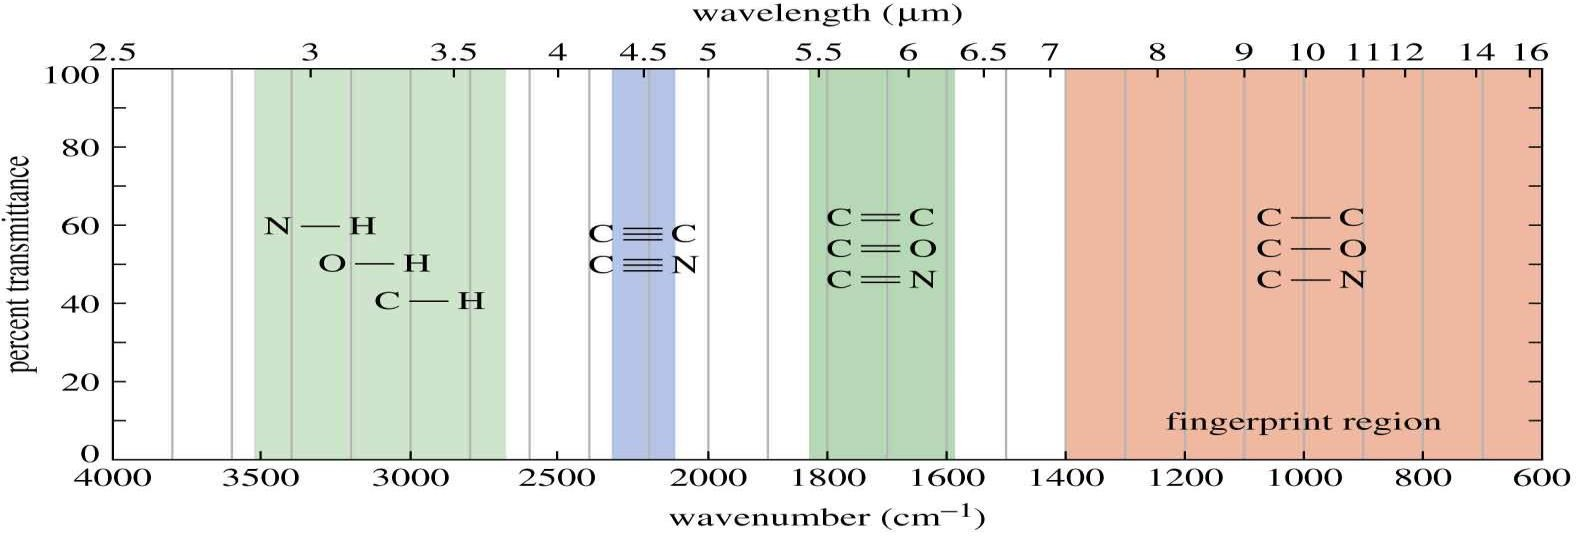 wavelength (μm)
2.5 3 3.5 4 4.5 5 5.5 6 6.5 7 8 9 10 11 12 14 16
100
80
60
40
20
0
percent transmittance
N — H
O — H
C — H
C ≡ C
C ≡ N
C = C
C = O
C = N
C — C
C — O
C — N
fingerprint region
4000 3500 3000 2500 2000 1800 1600 1400 1200 1000 800 600
wavenumber (cm⁻¹)